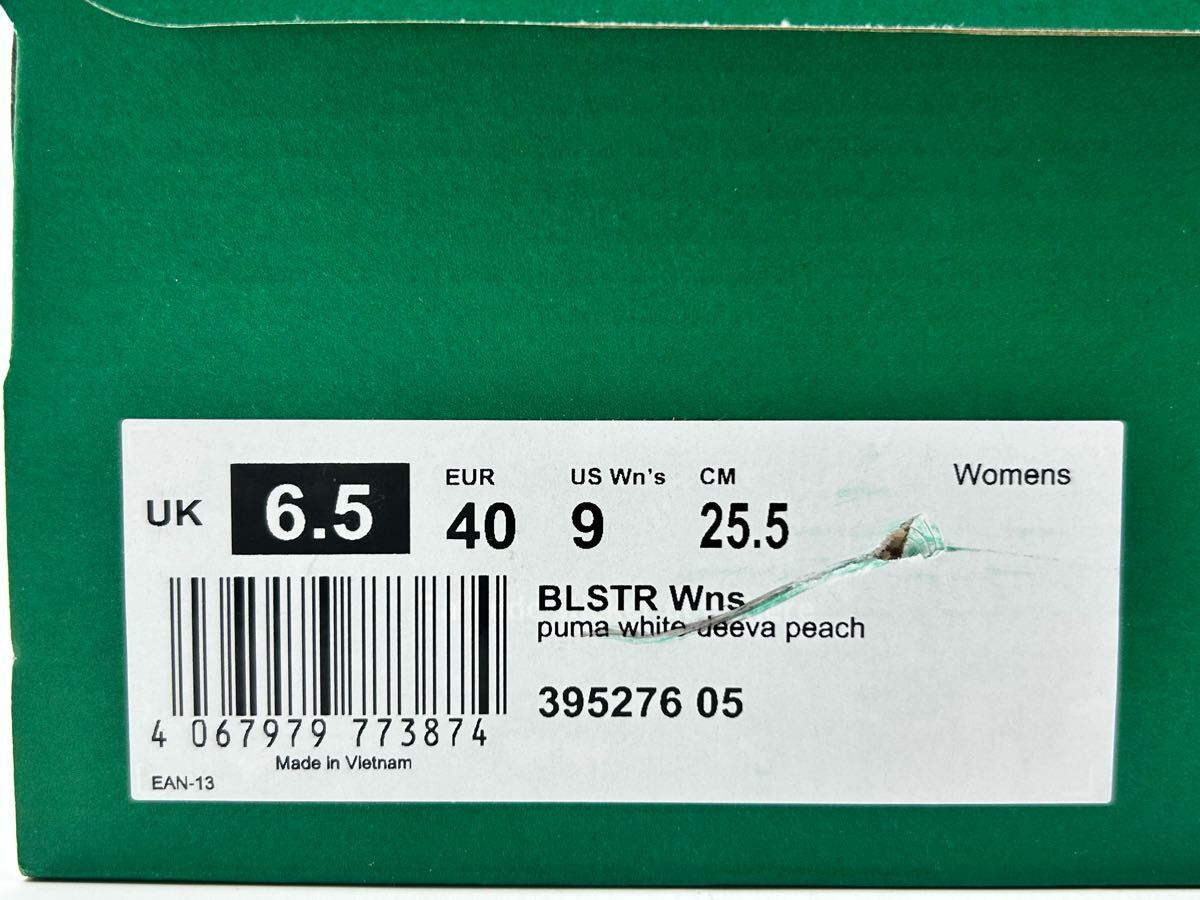 UK 6.5
EUR 40
US Wn's 9
CM 25.5
Womens
BLSTR Wns
puma white-deeva peach
395276 05
4 067979 773874
Made in Vietnam
EAN-13